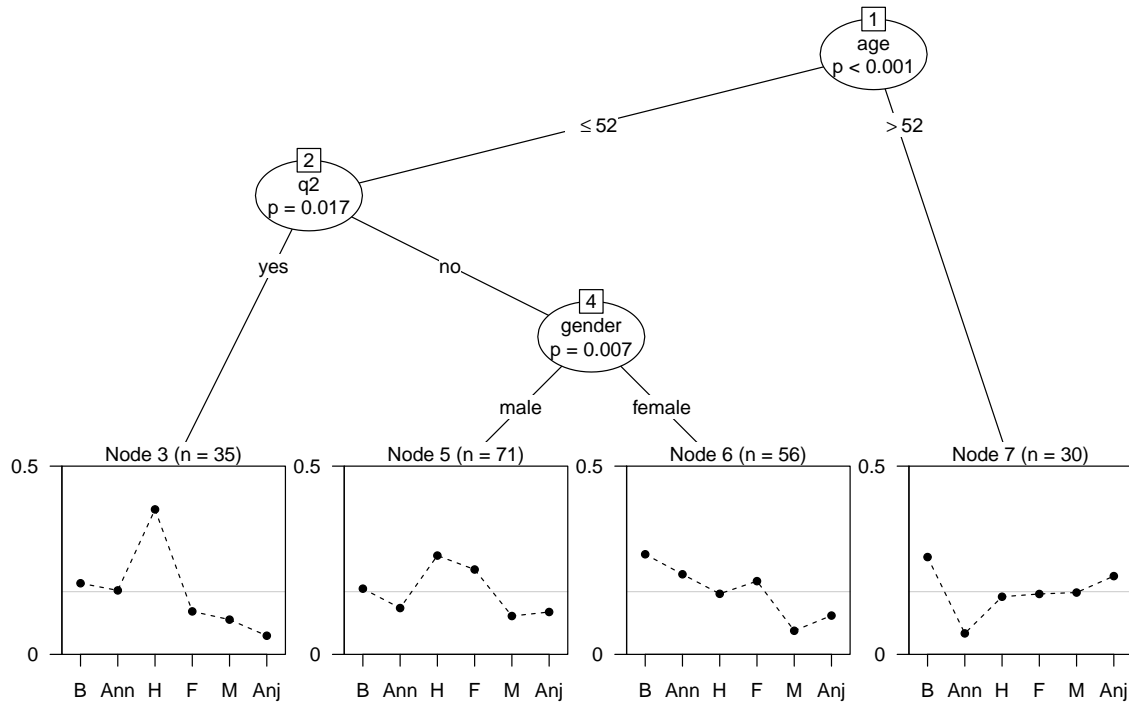 1
age
p < 0.001
≤ 52
> 52
2
q2
p = 0.017
yes
no
4
gender
p = 0.007
male
female
Node 3 (n = 35)
0.5
0
B Ann H F M Anj
Node 5 (n = 71)
0.5
0
B Ann H F M Anj
Node 6 (n = 56)
0.5
0
B Ann H F M Anj
Node 7 (n = 30)
0.5
0
B Ann H F M Anj